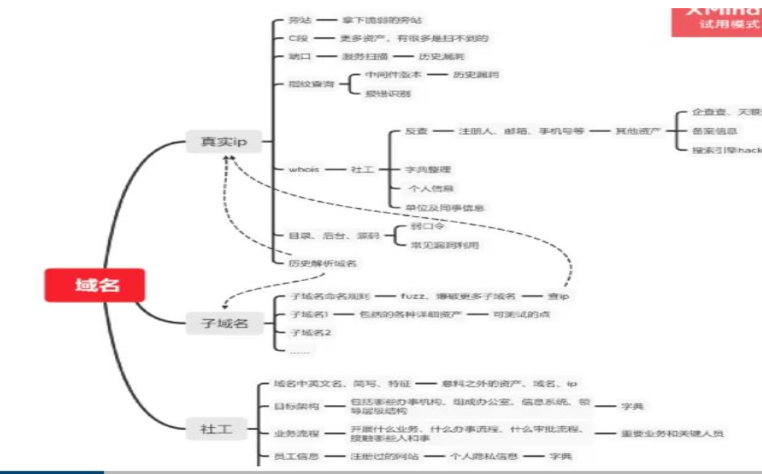 XMind
试用模式
旁站 拿下脆弱的旁站
C段 更多资产，有很多是扫不到的
端口 服务扫描 历史漏洞
指纹查询
中间件版本 历史漏洞
报错识别
真实ip
反查 注册人、邮箱、手机号等 其他资产
企查查、天眼
备案信息
搜索引擎hack
whois 社工
字典整理
个人信息
单位及同事信息
目录、后台、源码
弱口令
常见漏洞利用
历史解析域名
域名
子域名
子域名命名规则 fuzz、爆破更多子域名 查ip
子域名1 包括的各种详细资产 可测试的点
子域名2
......
社工
域名中英文名、简写、特征 意料之外的资产、域名、ip
目标架构
包括哪些办事机构、组成办公室、信息系统、领
导层级结构
字典
业务流程
开展什么业务、什么办事流程、什么审批流程、
接触哪些人和事
重要业务和关键人员
员工信息 注册过的网站 个人隐私信息 字典